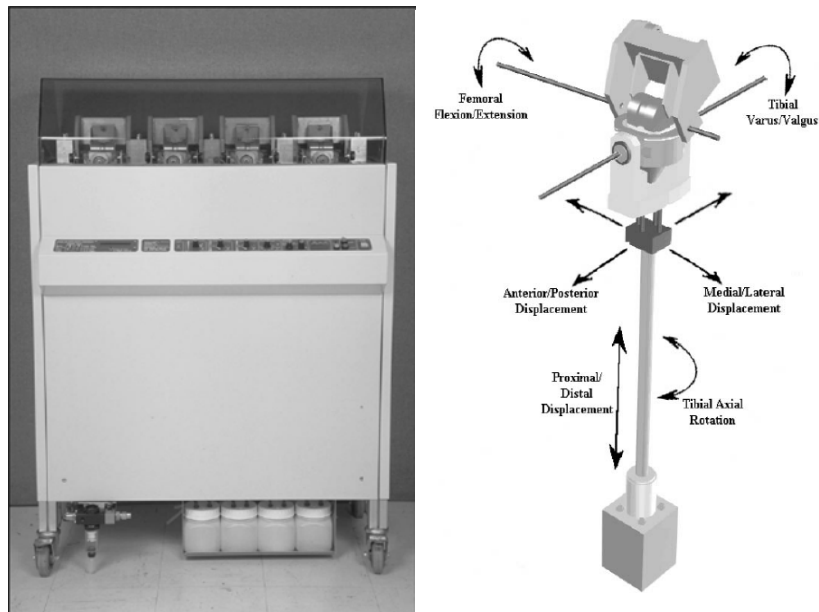 Femoral
Flexion/Extension
Tibial
Varus/Valgus
Anterior/Posterior
Displacement
Medial/Lateral
Displacement
Proximal/
Distal
Displacement
Tibial Axial
Rotation